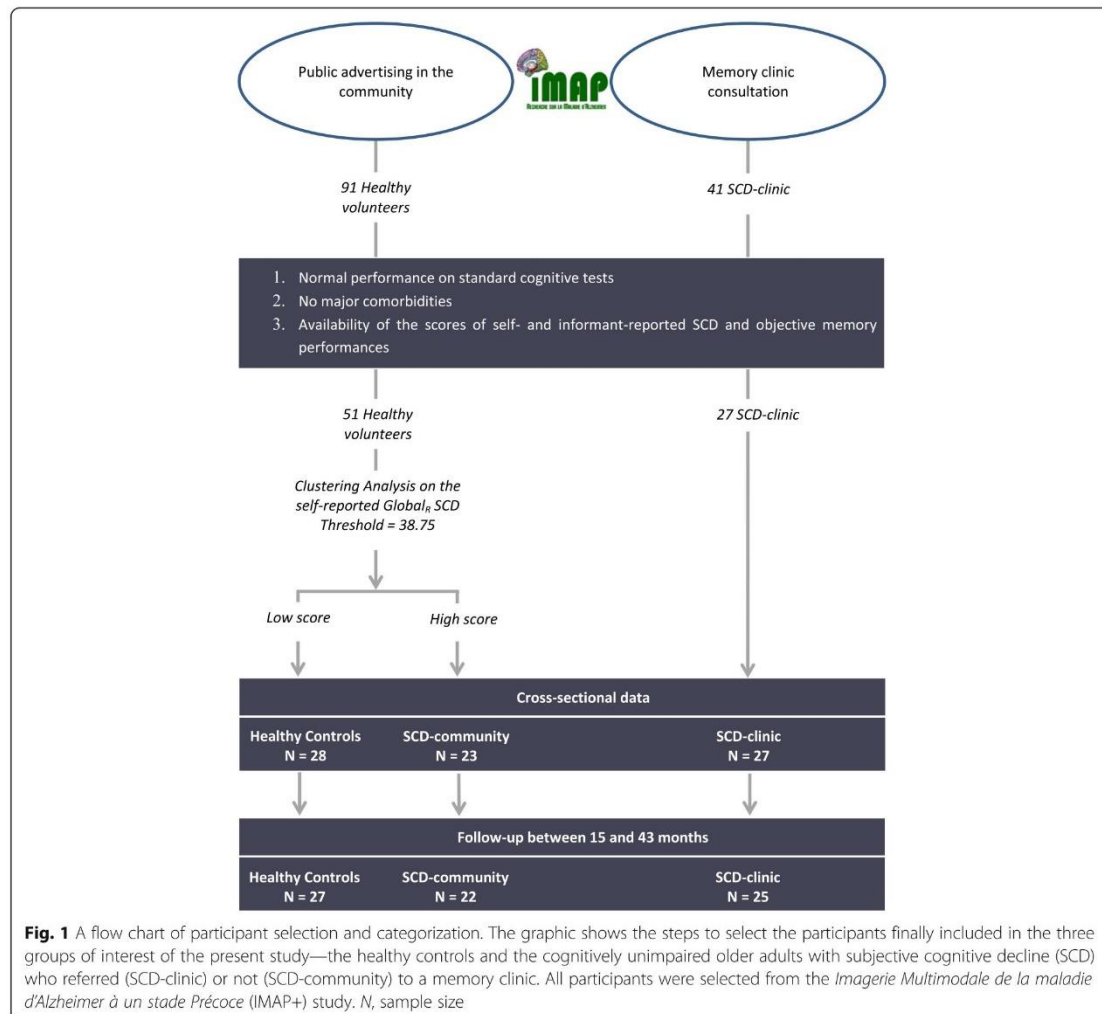 Public advertising in the
community
IMAP
RECHERCHE SUR LA MALADIE D'ALZHEIMER
Memory clinic
consultation
91 Healthy
volunteers
41 SCD-clinic
1. Normal performance on standard cognitive tests
2. No major comorbidities
3. Availability of the scores of self- and informant-reported SCD and objective memory
performances
51 Healthy
volunteers
27 SCD-clinic
Clustering Analysis on the
self-reported Global_R SCD
Threshold = 38.75
Low score
High score
Cross-sectional data
Healthy Controls
N = 28
SCD-community
N = 23
SCD-clinic
N = 27
Follow-up between 15 and 43 months
Healthy Controls
N = 27
SCD-community
N = 22
SCD-clinic
N = 25
Fig. 1 A flow chart of participant selection and categorization. The graphic shows the steps to select the participants finally included in the three
groups of interest of the present study—the healthy controls and the cognitively unimpaired older adults with subjective cognitive decline (SCD)
who referred (SCD-clinic) or not (SCD-community) to a memory clinic. All participants were selected from the Imagerie Multimodale de la maladie
d'Alzheimer à un stade Précoce (IMAP+) study. N, sample size